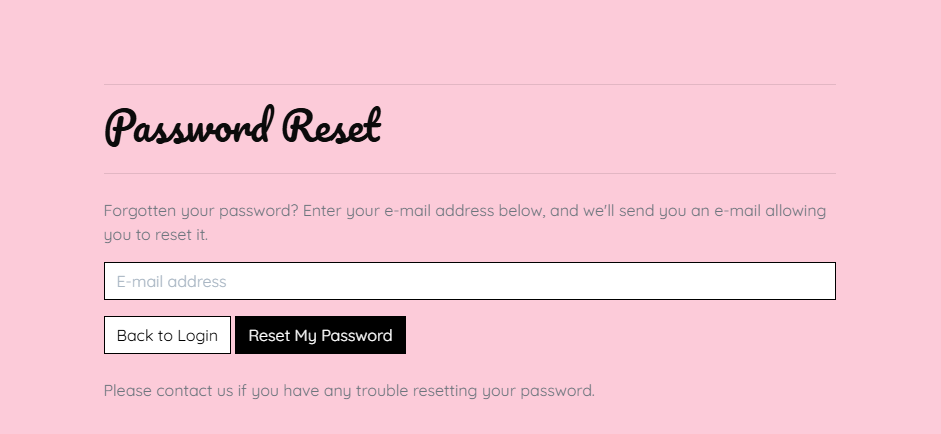 Password Reset
Forgotten your password? Enter your e-mail address below, and we'll send you an e-mail allowing
you to reset it.
E-mail address
Back to Login
Reset My Password
Please contact us if you have any trouble resetting your password.